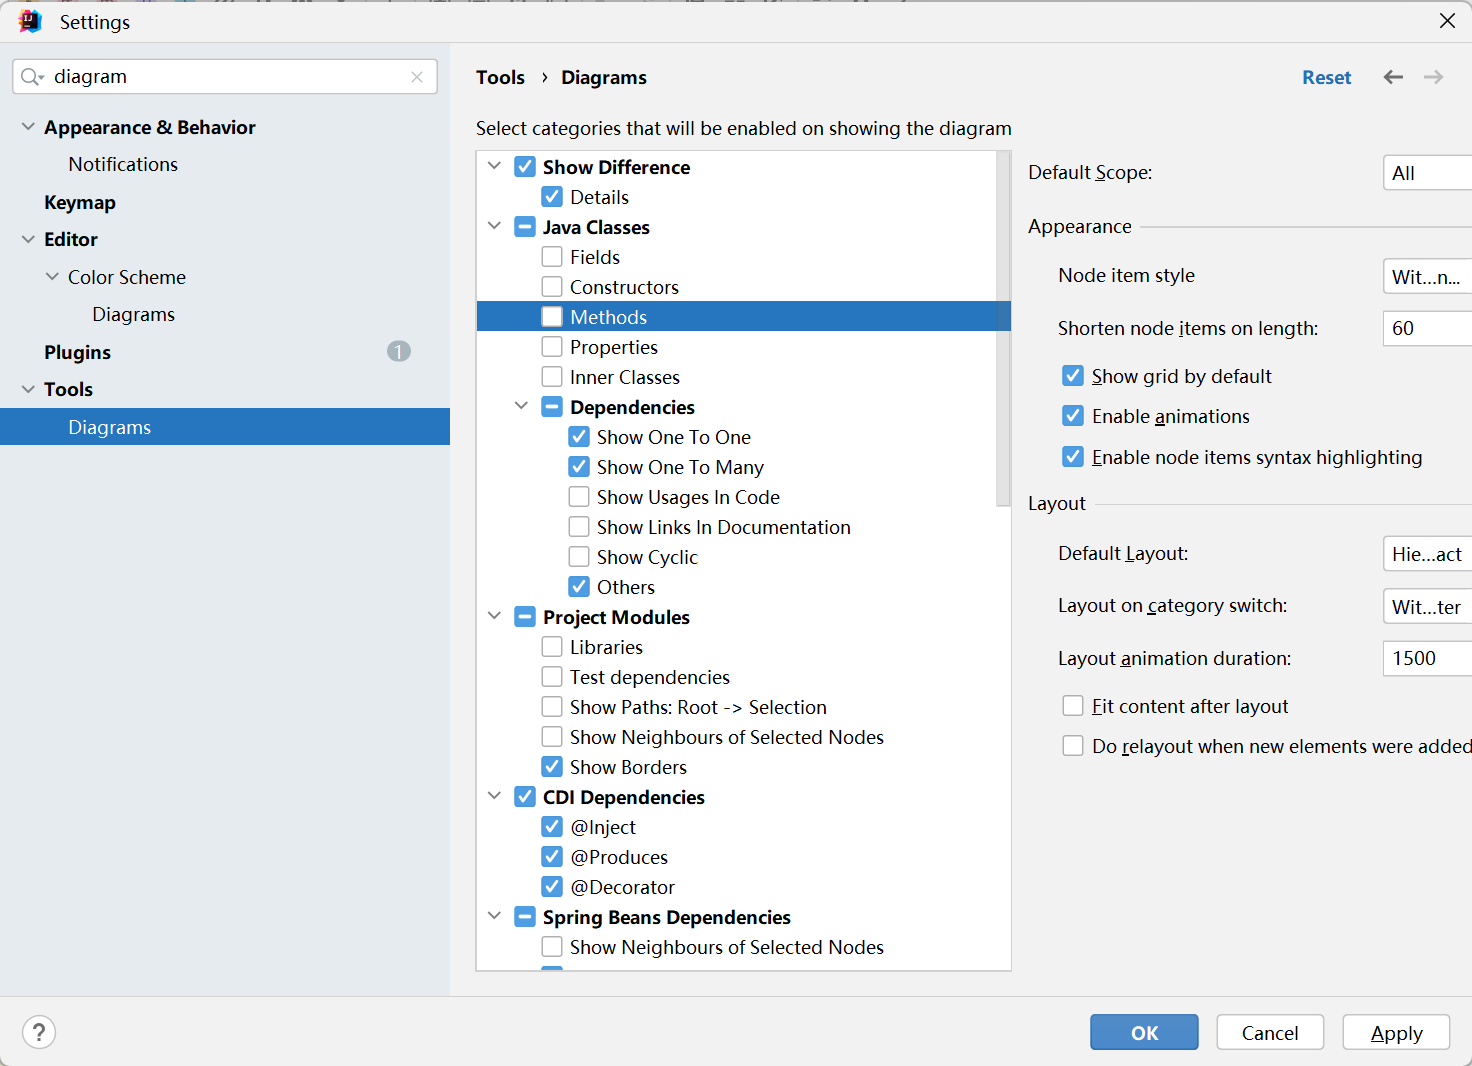 Settings
diagram
Appearance & Behavior
Notifications
Keymap
Editor
Color Scheme
Diagrams
Plugins 1
Tools
Diagrams
Tools › Diagrams
Reset
Select categories that will be enabled on showing the diagram
Show Difference
Details
Java Classes
Fields
Constructors
Methods
Properties
Inner Classes
Dependencies
Show One To One
Show One To Many
Show Usages In Code
Show Links In Documentation
Show Cyclic
Others
Project Modules
Libraries
Test dependencies
Show Paths: Root -> Selection
Show Neighbours of Selected Nodes
Show Borders
CDI Dependencies
@Inject
@Produces
@Decorator
Spring Beans Dependencies
Show Neighbours of Selected Nodes
Default Scope: All
Appearance
Node item style Wit...n...
Shorten node items on length: 60
Show grid by default
Enable animations
Enable node items syntax highlighting
Layout
Default Layout: Hie...act
Layout on category switch: Wit...ter
Layout animation duration: 1500
Fit content after layout
Do relayout when new elements were added
?
OK
Cancel
Apply